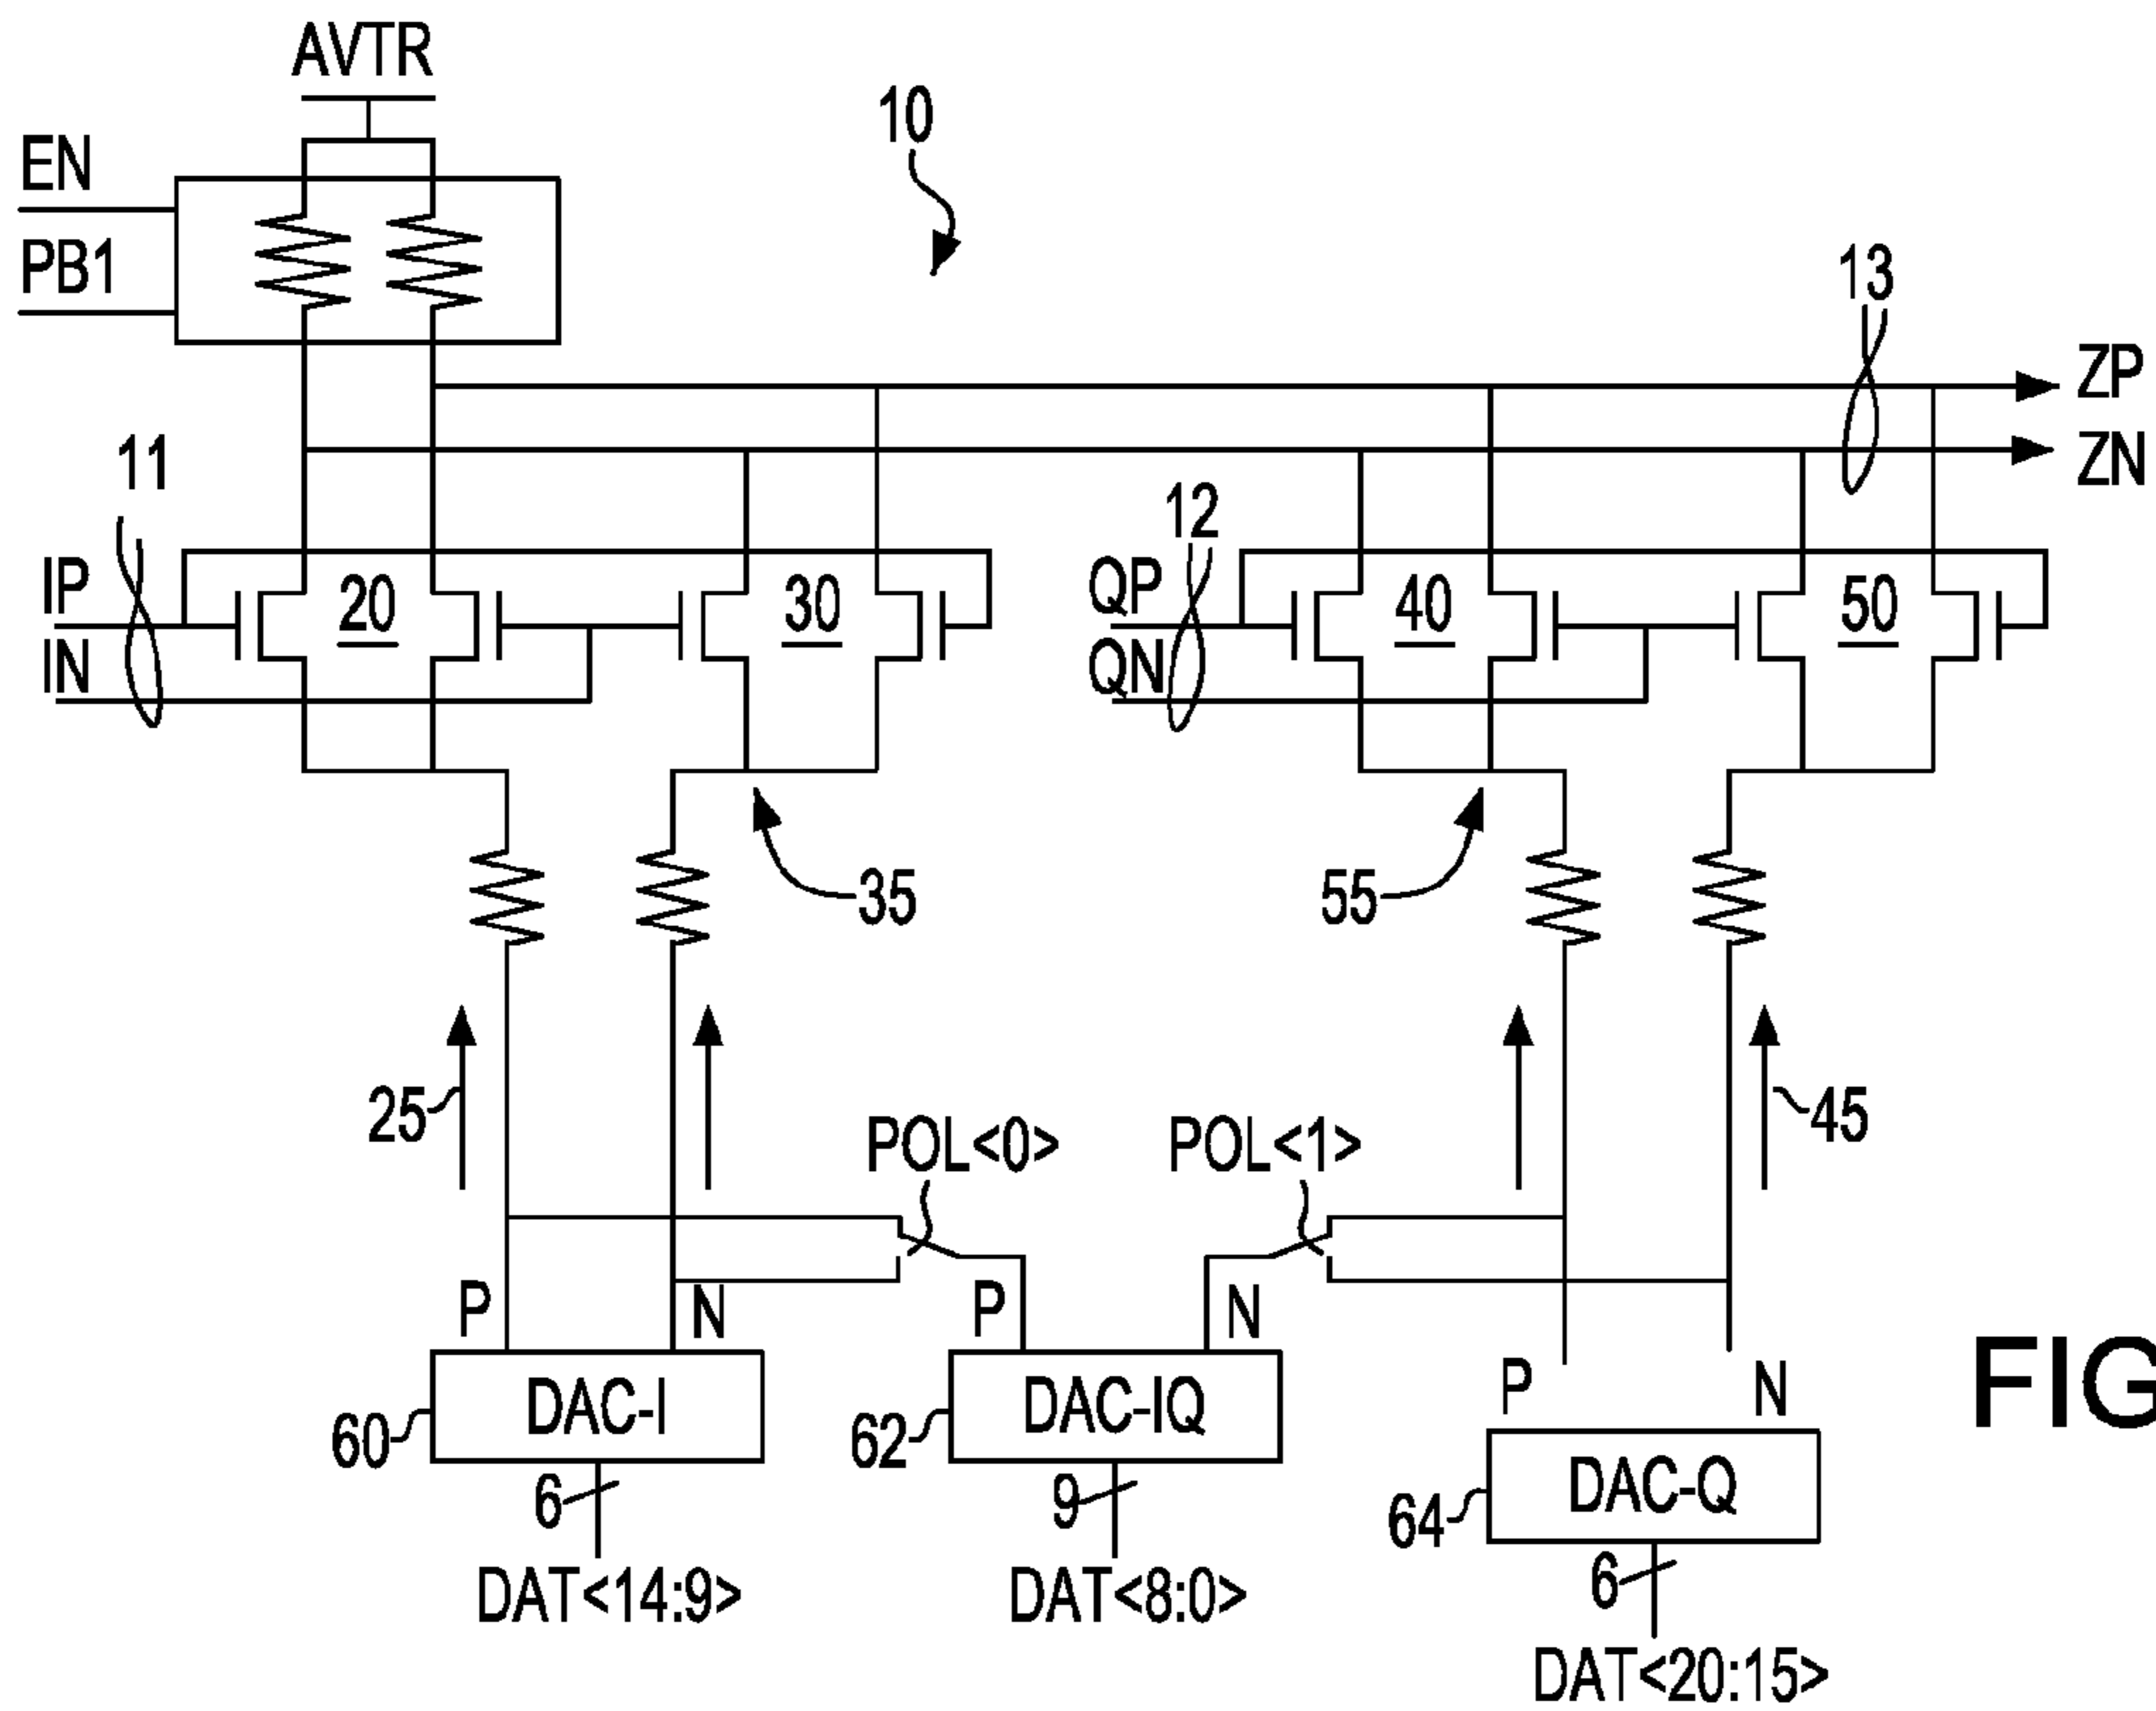 AVTR
EN
PB1
10
13
ZP
ZN
11
12
IP
IN
20
30
QP
QN
40
50
35
55
25
45
POL<0>
POL<1>
P
N
P
N
P
N
DAC-I
60
DAC-IQ
62
DAC-Q
64
6
9
6
DAT<14:9>
DAT<8:0>
DAT<20:15>
FIG